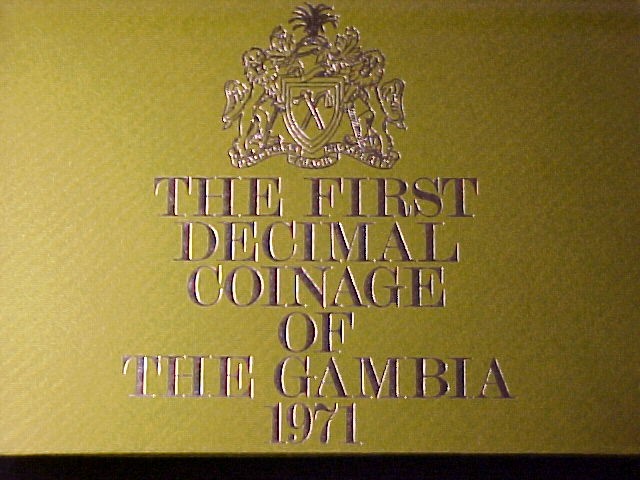 THE FIRST
DECIMAL
COINAGE
OF
THE GAMBIA
1971